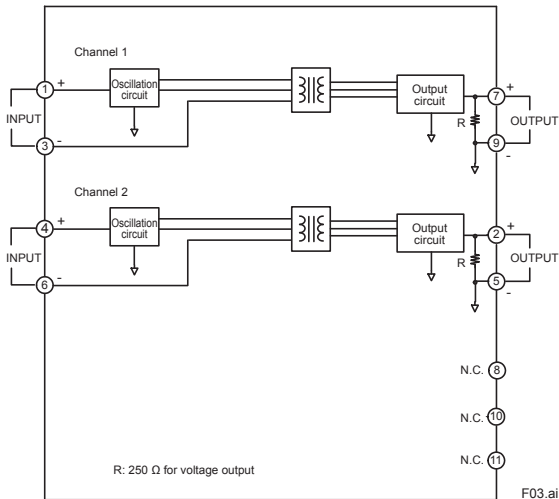 Channel 1
1
+
INPUT
3
-
Oscillation
circuit
Output
circuit
R
7
+
OUTPUT
9
-
Channel 2
4
+
INPUT
6
-
Oscillation
circuit
Output
circuit
R
2
+
OUTPUT
5
-
N.C. 8
N.C. 10
N.C. 11
R: 250 Ω for voltage output
F03.ai